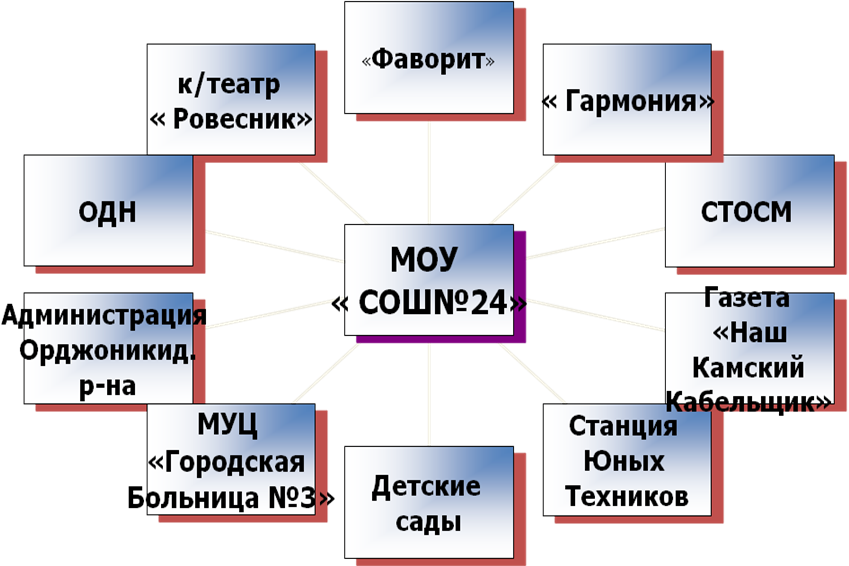 «Фаворит»
к/театр
« Ровесник»
« Гармония»
ОДН
СТОСМ
МОУ
« СОШ№24»
Администрация
Орджоникид.
р-на
Газета
«Наш
Камский
Кабельщик»
МУЦ
«Городская
Больница №3»
Детские
сады
Станция
Юных
Техников